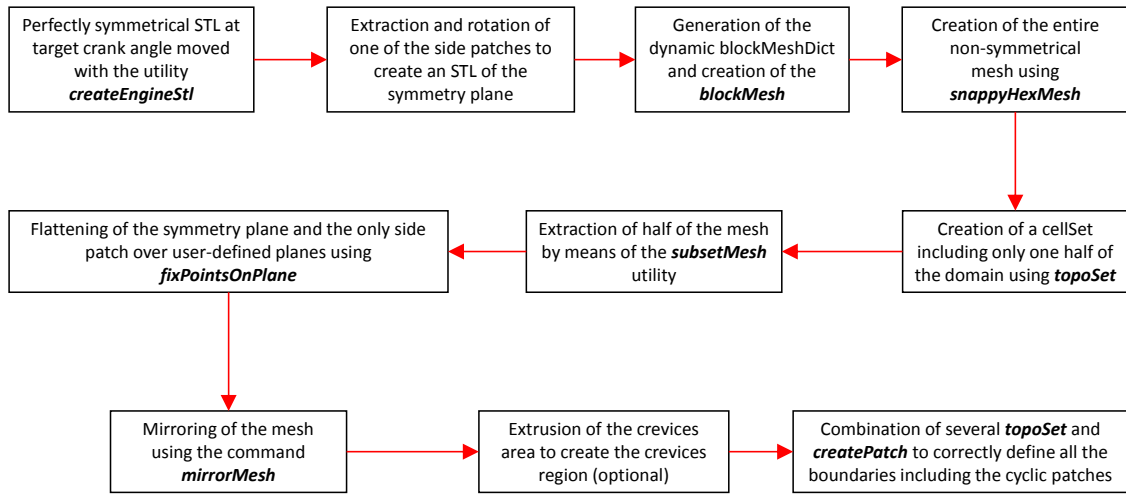 Perfectly symmetrical STL at
target crank angle moved
with the utility
createEngineStl
Extraction and rotation of
one of the side patches to
create an STL of the
symmetry plane
Generation of the
dynamic blockMeshDict
and creation of the
blockMesh
Creation of the entire
non-symmetrical
mesh using
snappyHexMesh
Creation of a cellSet
including only one half of
the domain using topoSet
Extraction of half of the mesh
by means of the subsetMesh
utility
Flattening of the symmetry plane and the only side
patch over user-defined planes using
fixPointsOnPlane
Mirroring of the mesh
using the command
mirrorMesh
Extrusion of the crevices
area to create the crevices
region (optional)
Combination of several topoSet and
createPatch to correctly define all the
boundaries including the cyclic patches